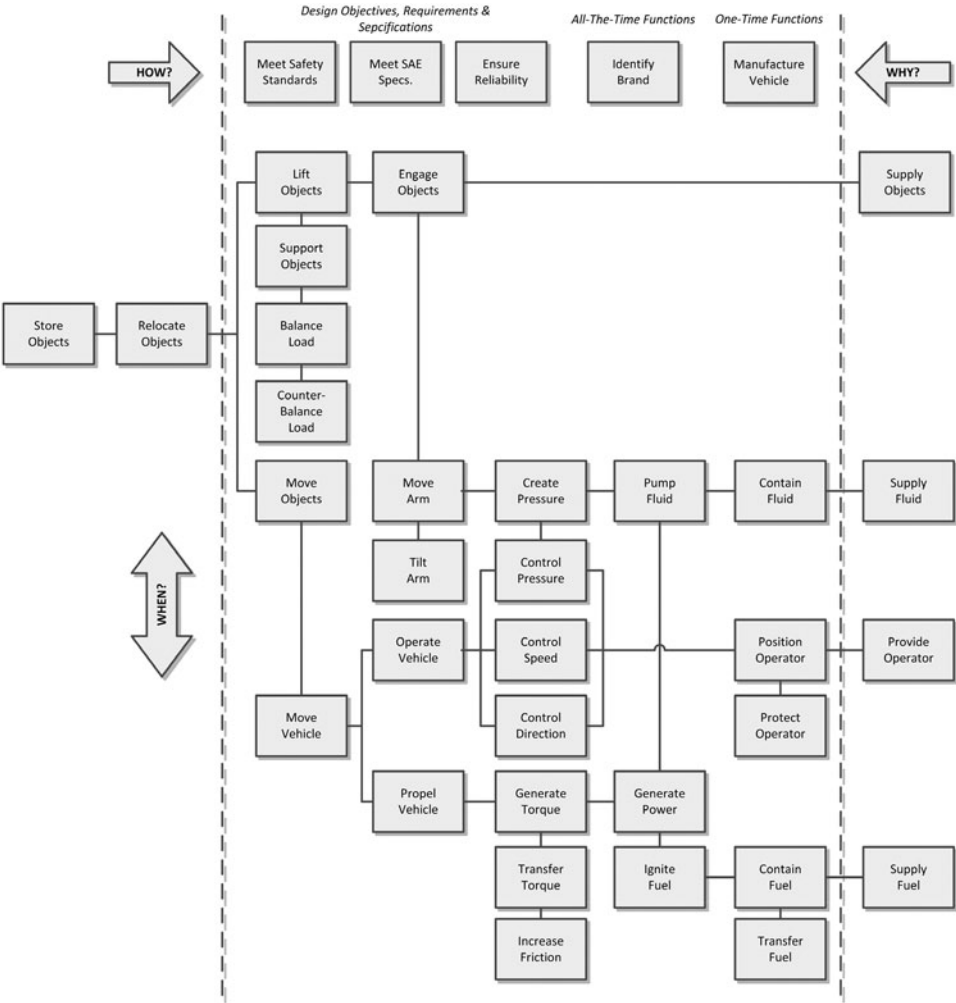 Design Objectives, Requirements &
Sepcifications
All-The-Time Functions
One-Time Functions
HOW?
Meet Safety
Standards
Meet SAE
Specs.
Ensure
Reliability
Identify
Brand
Manufacture
Vehicle
WHY?
Lift
Objects
Engage
Objects
Supply
Objects
Support
Objects
Store
Objects
Relocate
Objects
Balance
Load
Counter-
Balance
Load
Move
Objects
Move
Arm
Create
Pressure
Pump
Fluid
Contain
Fluid
Supply
Fluid
WHEN?
Tilt
Arm
Control
Pressure
Operate
Vehicle
Control
Speed
Position
Operator
Provide
Operator
Move
Vehicle
Control
Direction
Protect
Operator
Propel
Vehicle
Generate
Torque
Generate
Power
Transfer
Torque
Ignite
Fuel
Contain
Fuel
Supply
Fuel
Increase
Friction
Transfer
Fuel